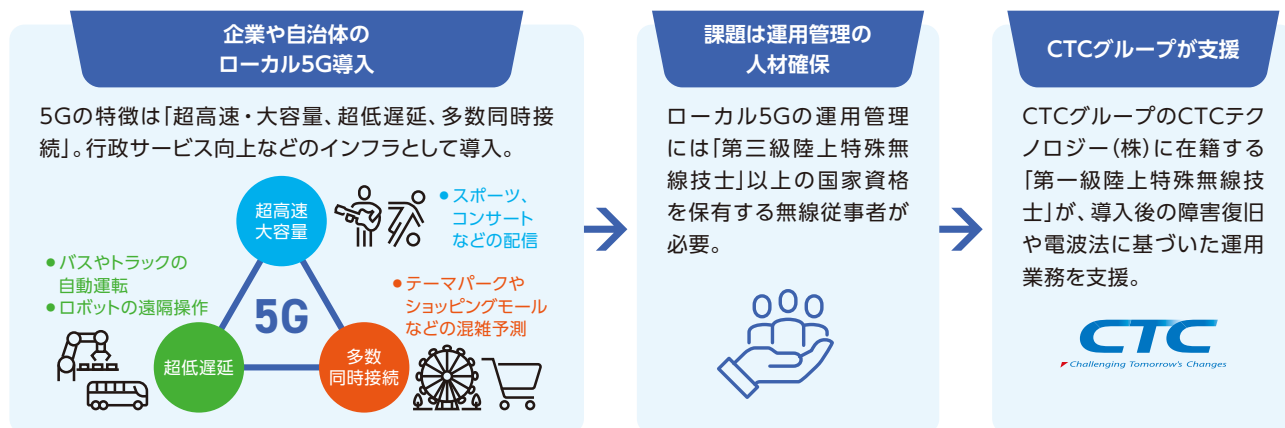 企業や自治体の
ローカル5G導入
5Gの特徴は「超高速・大容量、超低遅延、多数同時接
続」。行政サービス向上などのインフラとして導入。
超高速
大容量
●スポーツ、
コンサート
などの配信
●バスやトラックの
自動運転
●ロボットの遠隔操作
5G
●テーマパークや
ショッピングモール
などの混雑予測
超低遅延
多数
同時接続
課題は運用管理の
人材確保
ローカル5Gの運用管理
には「第三級陸上特殊無
線技士」以上の国家資格
を保有する無線従事者が
必要。
CTCグループが支援
CTCグループのCTCテク
ノロジー(株)に在籍する
「第一級陸上特殊無線技
士」が、導入後の障害復旧
や電波法に基づいた運用
業務を支援。
CTC
Challenging Tomorrow's Changes